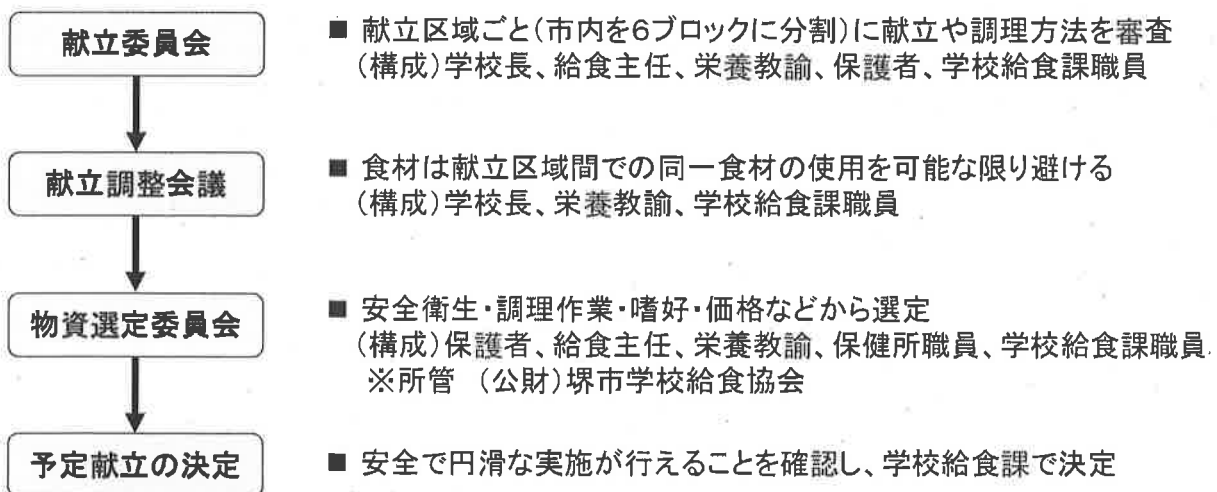 献立委員会
■ 献立区域ごと(市内を6ブロックに分割)に献立や調理方法を審査
(構成)学校長、給食主任、栄養教諭、保護者、学校給食課職員
献立調整会議
■ 食材は献立区域間での同一食材の使用を可能な限り避ける
(構成)学校長、栄養教諭、学校給食課職員
物資選定委員会
■ 安全衛生・調理作業・嗜好・価格などから選定
(構成)保護者、給食主任、栄養教諭、保健所職員、学校給食課職員
※所管 (公財)堺市学校給食協会
予定献立の決定
■ 安全で円滑な実施が行えることを確認し、学校給食課で決定